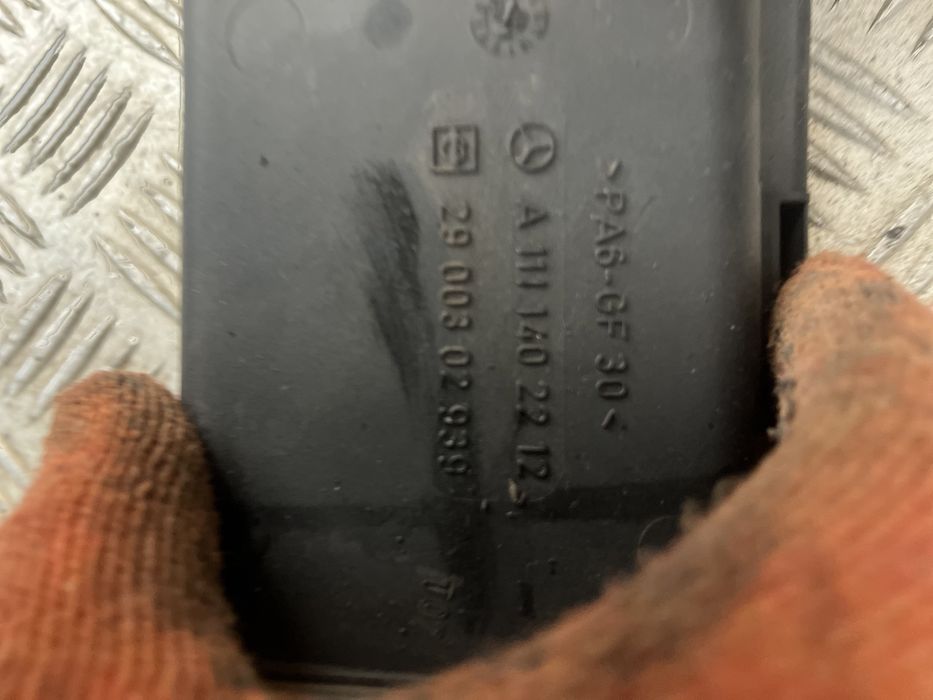 >PA6-GF 30<
A 111 140 22 12
29 003 02 939